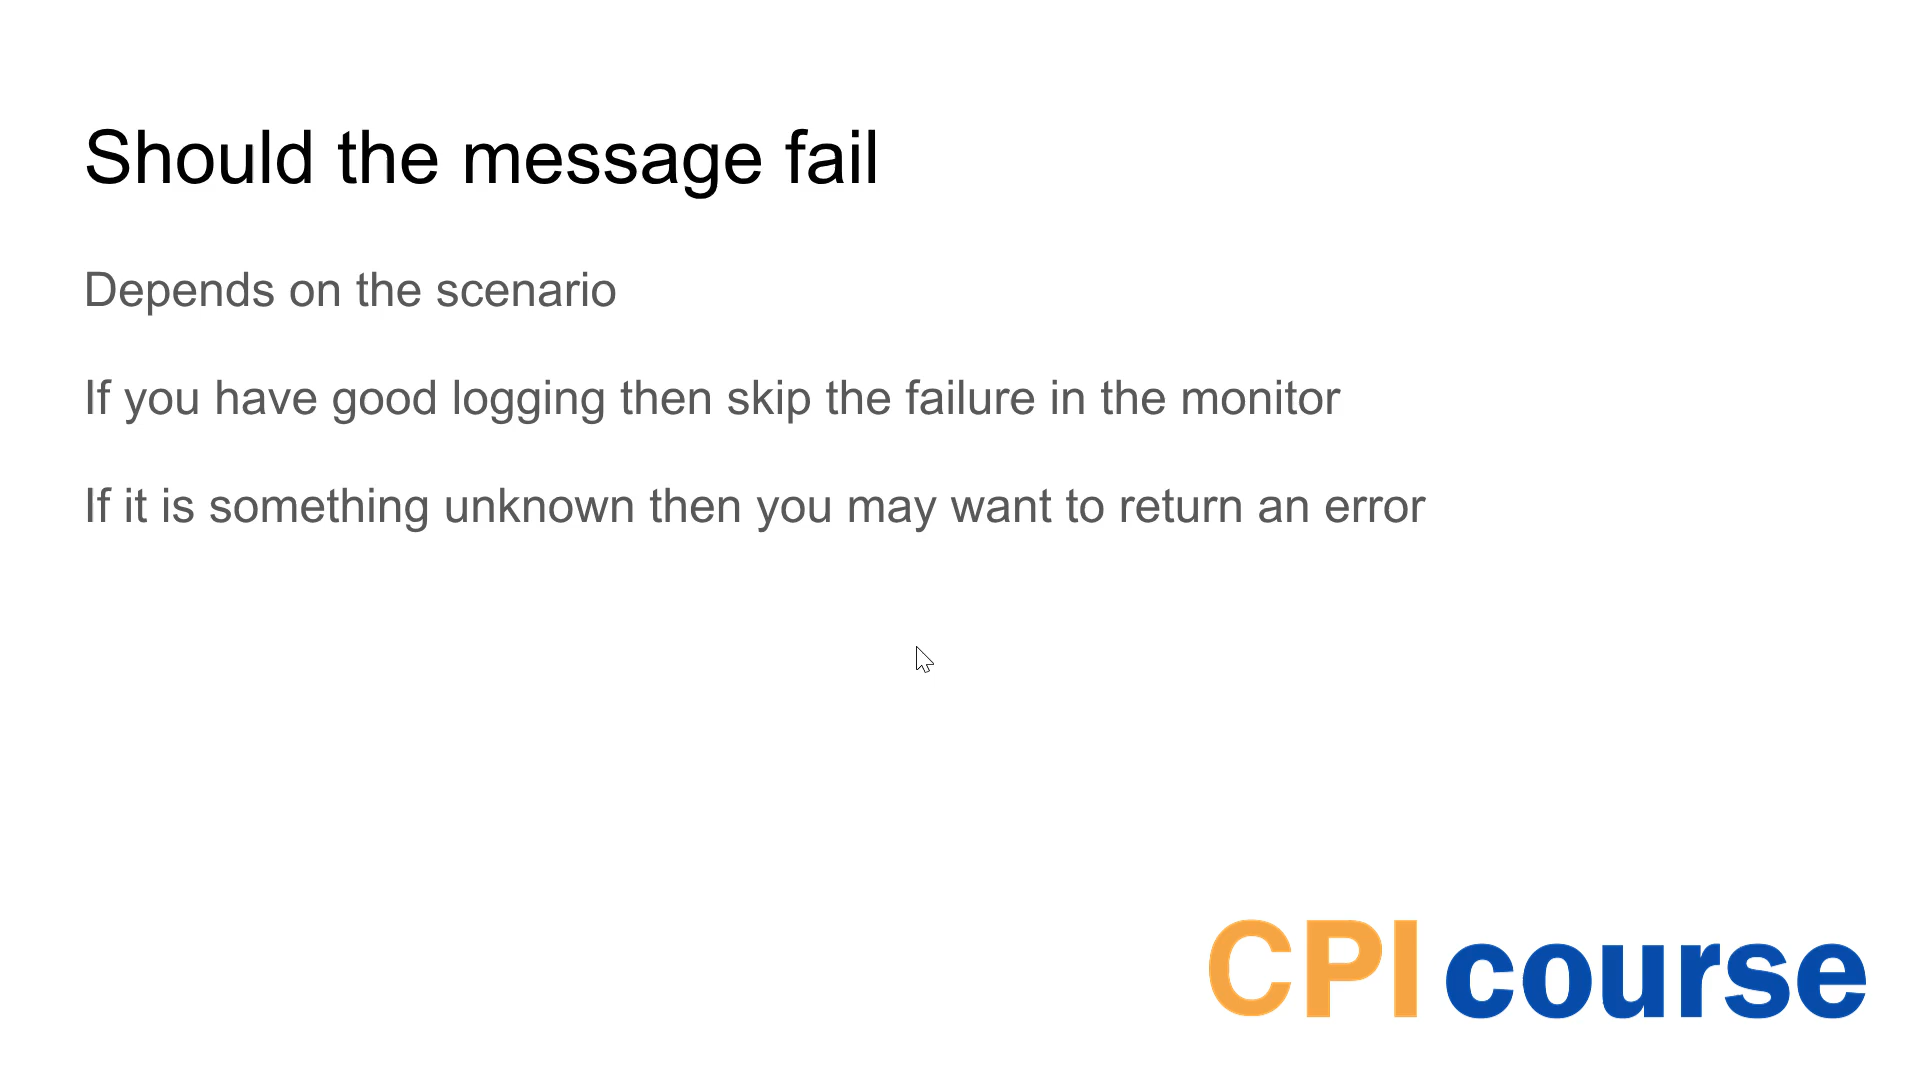 Should the message fail
Depends on the scenario
If you have good logging then skip the failure in the monitor
If it is something unknown then you may want to return an error
CPI course